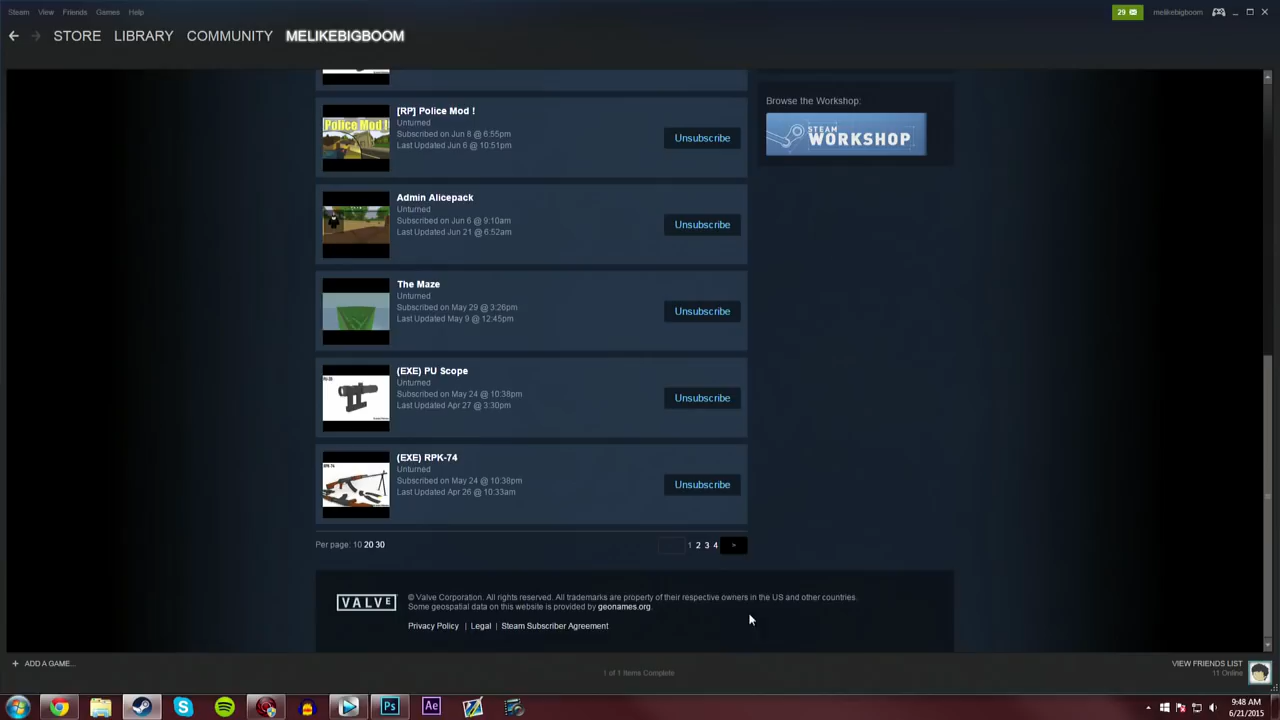 Steam View Friends Games Help
29 melikebigboom
STORE LIBRARY COMMUNITY MELIKEBIGBOOM
Browse the Workshop:
STEAM
WORKSHOP
Police Mod !
[RP] Police Mod !
Unturned
Subscribed on Jun 8 @ 6:55pm
Last Updated Jun 6 @ 10:51pm
Unsubscribe
Admin Alicepack
Unturned
Subscribed on Jun 6 @ 9:10am
Last Updated Jun 21 @ 6:52am
Unsubscribe
The Maze
Unturned
Subscribed on May 29 @ 3:26pm
Last Updated May 9 @ 12:45pm
Unsubscribe
(EXE) PU Scope
Unturned
Subscribed on May 24 @ 10:38pm
Last Updated Apr 27 @ 3:30pm
Unsubscribe
RPK-74
(EXE) RPK-74
Unturned
Subscribed on May 24 @ 10:38pm
Last Updated Apr 26 @ 10:33am
Unsubscribe
Per page: 10 20 30
1 2 3 4 >
VALVE
© Valve Corporation. All rights reserved. All trademarks are property of their respective owners in the US and other countries.
Some geospatial data on this website is provided by geonames.org.
Privacy Policy | Legal | Steam Subscriber Agreement
+ ADD A GAME...
1 of 1 Items Complete
VIEW FRIENDS LIST
11 Online
Ps
Ae
9:48 AM
6/21/2015